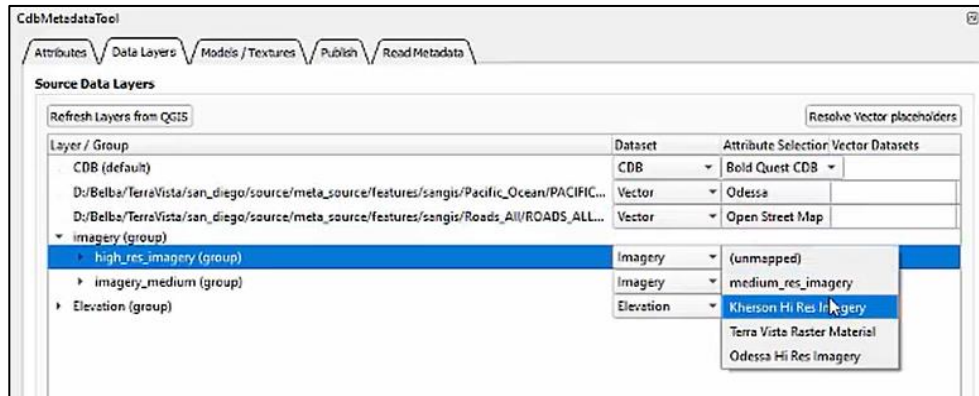 CdbMetadataTool
Attributes Data Layers Models / Textures Publish Read Metadata
Source Data Layers
Refresh Layers from QGIS Resolve Vector placeholders
Layer / Group Dataset Attribute Selection Vector Datasets
CDB (default) CDB Bold Quest CDB
D:/Belba/TerraVista/san_diego/source/meta_source/features/sangis/Pacific_Ocean/PACIFIC... Vector Odessa
D:/Belba/TerraVista/san_diego/source/meta_source/features/sangis/Roads_All/ROADS_ALL... Vector Open Street Map
imagery (group)
high_res_imagery (group) Imagery (unmapped)
imagery_medium (group) Imagery medium_res_imagery
Elevation (group) Elevation Kherson Hi Res Imagery
Terra Vista Raster Material
Odessa Hi Res Imagery